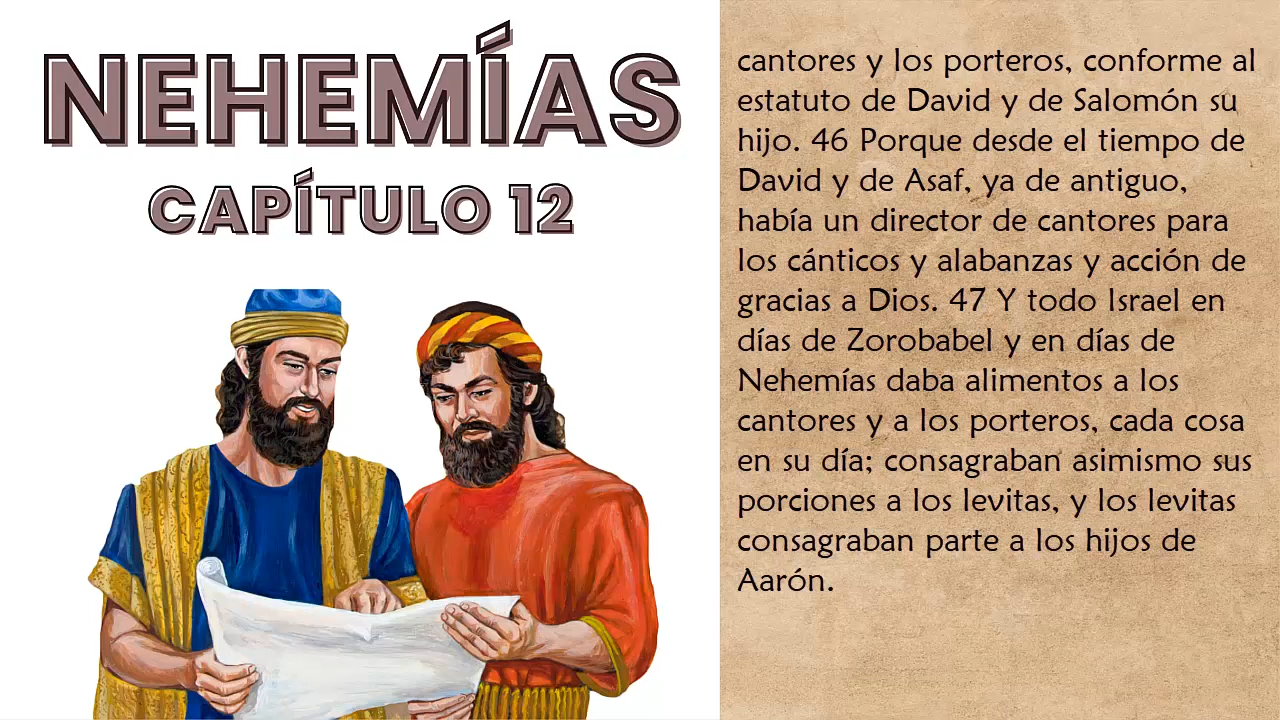 NEHEMÍAS
CAPÍTULO 12
cantores y los porteros, conforme al
estatuto de David y de Salomón su
hijo. 46 Porque desde el tiempo de
David y de Asaf, ya de antiguo,
había un director de cantores para
los cánticos y alabanzas y acción de
gracias a Dios. 47 Y todo Israel en
días de Zorobabel y en días de
Nehemías daba alimentos a los
cantores y a los porteros, cada cosa
en su día; consagraban asimismo sus
porciones a los levitas, y los levitas
consagraban parte a los hijos de
Aarón.